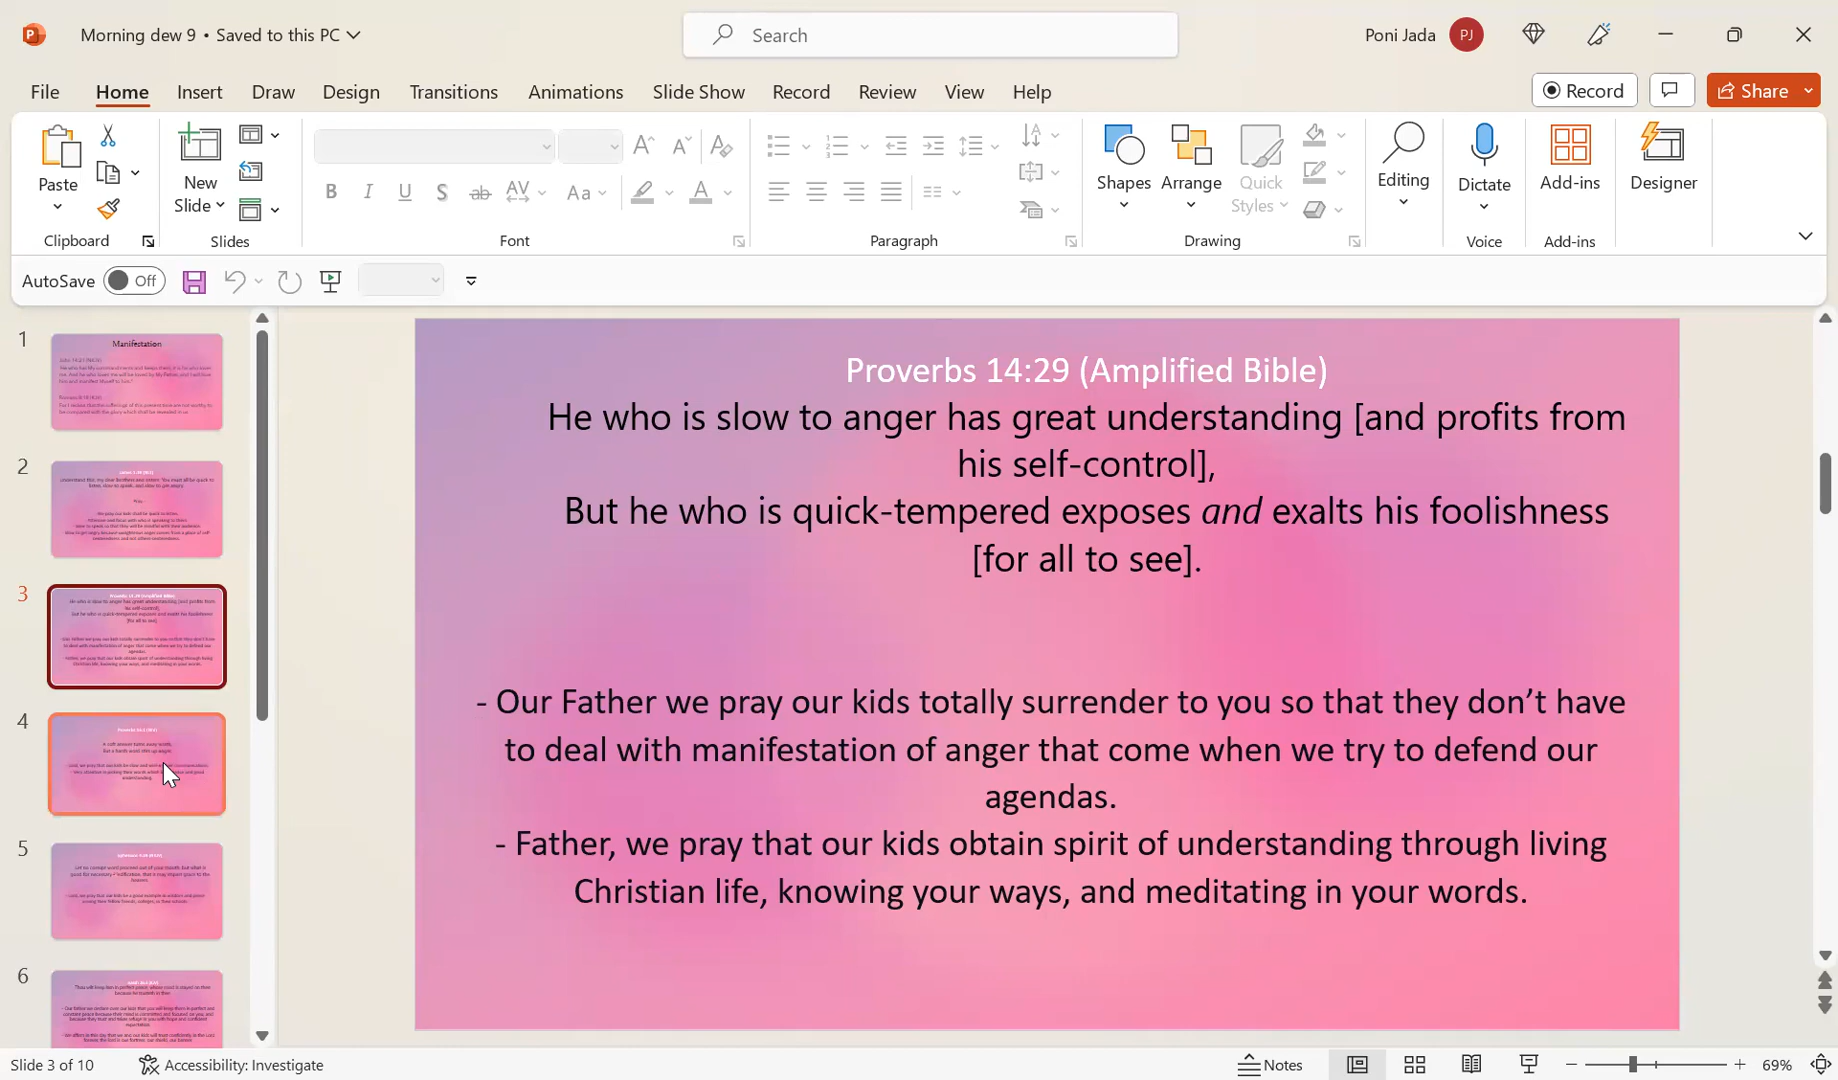 Morning dew 9 • Saved to this PC
Search
Poni Jada PJ
File Home Insert Draw Design Transitions Animations Slide Show Record Review View Help
Record Share
Paste
New Slide
B I U S ab AV Aa A
Shapes Arrange Quick Styles
Editing
Dictate
Add-ins
Designer
Clipboard Slides Font Paragraph Drawing Voice Add-ins
AutoSave Off
1
Manifestation
2
3
4
5
6
Proverbs 14:29 (Amplified Bible)
He who is slow to anger has great understanding [and profits from
his self-control],
But he who is quick-tempered exposes and exalts his foolishness
[for all to see].
- Our Father we pray our kids totally surrender to you so that they don’t have
to deal with manifestation of anger that come when we try to defend our
agendas.
- Father, we pray that our kids obtain spirit of understanding through living
Christian life, knowing your ways, and meditating in your words.
Slide 3 of 10 Accessibility: Investigate Notes 69%